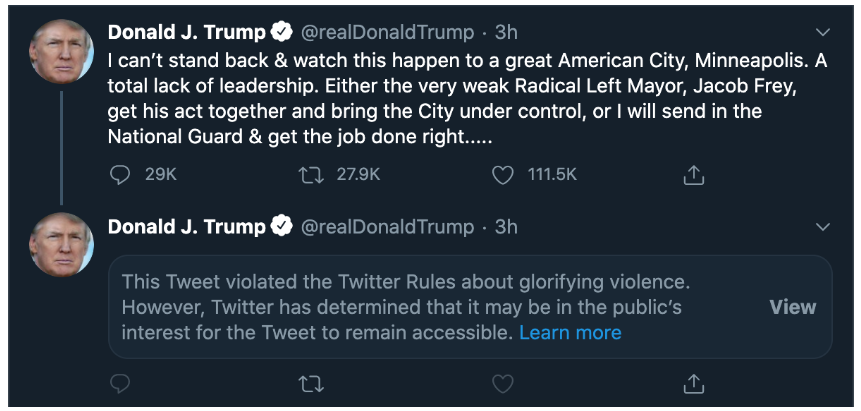 Donald J. Trump @realDonaldTrump · 3h
I can’t stand back & watch this happen to a great American City, Minneapolis. A
total lack of leadership. Either the very weak Radical Left Mayor, Jacob Frey,
get his act together and bring the City under control, or I will send in the
National Guard & get the job done right.....
29K 27.9K 111.5K
Donald J. Trump @realDonaldTrump · 3h
This Tweet violated the Twitter Rules about glorifying violence.
However, Twitter has determined that it may be in the public’s View
interest for the Tweet to remain accessible. Learn more